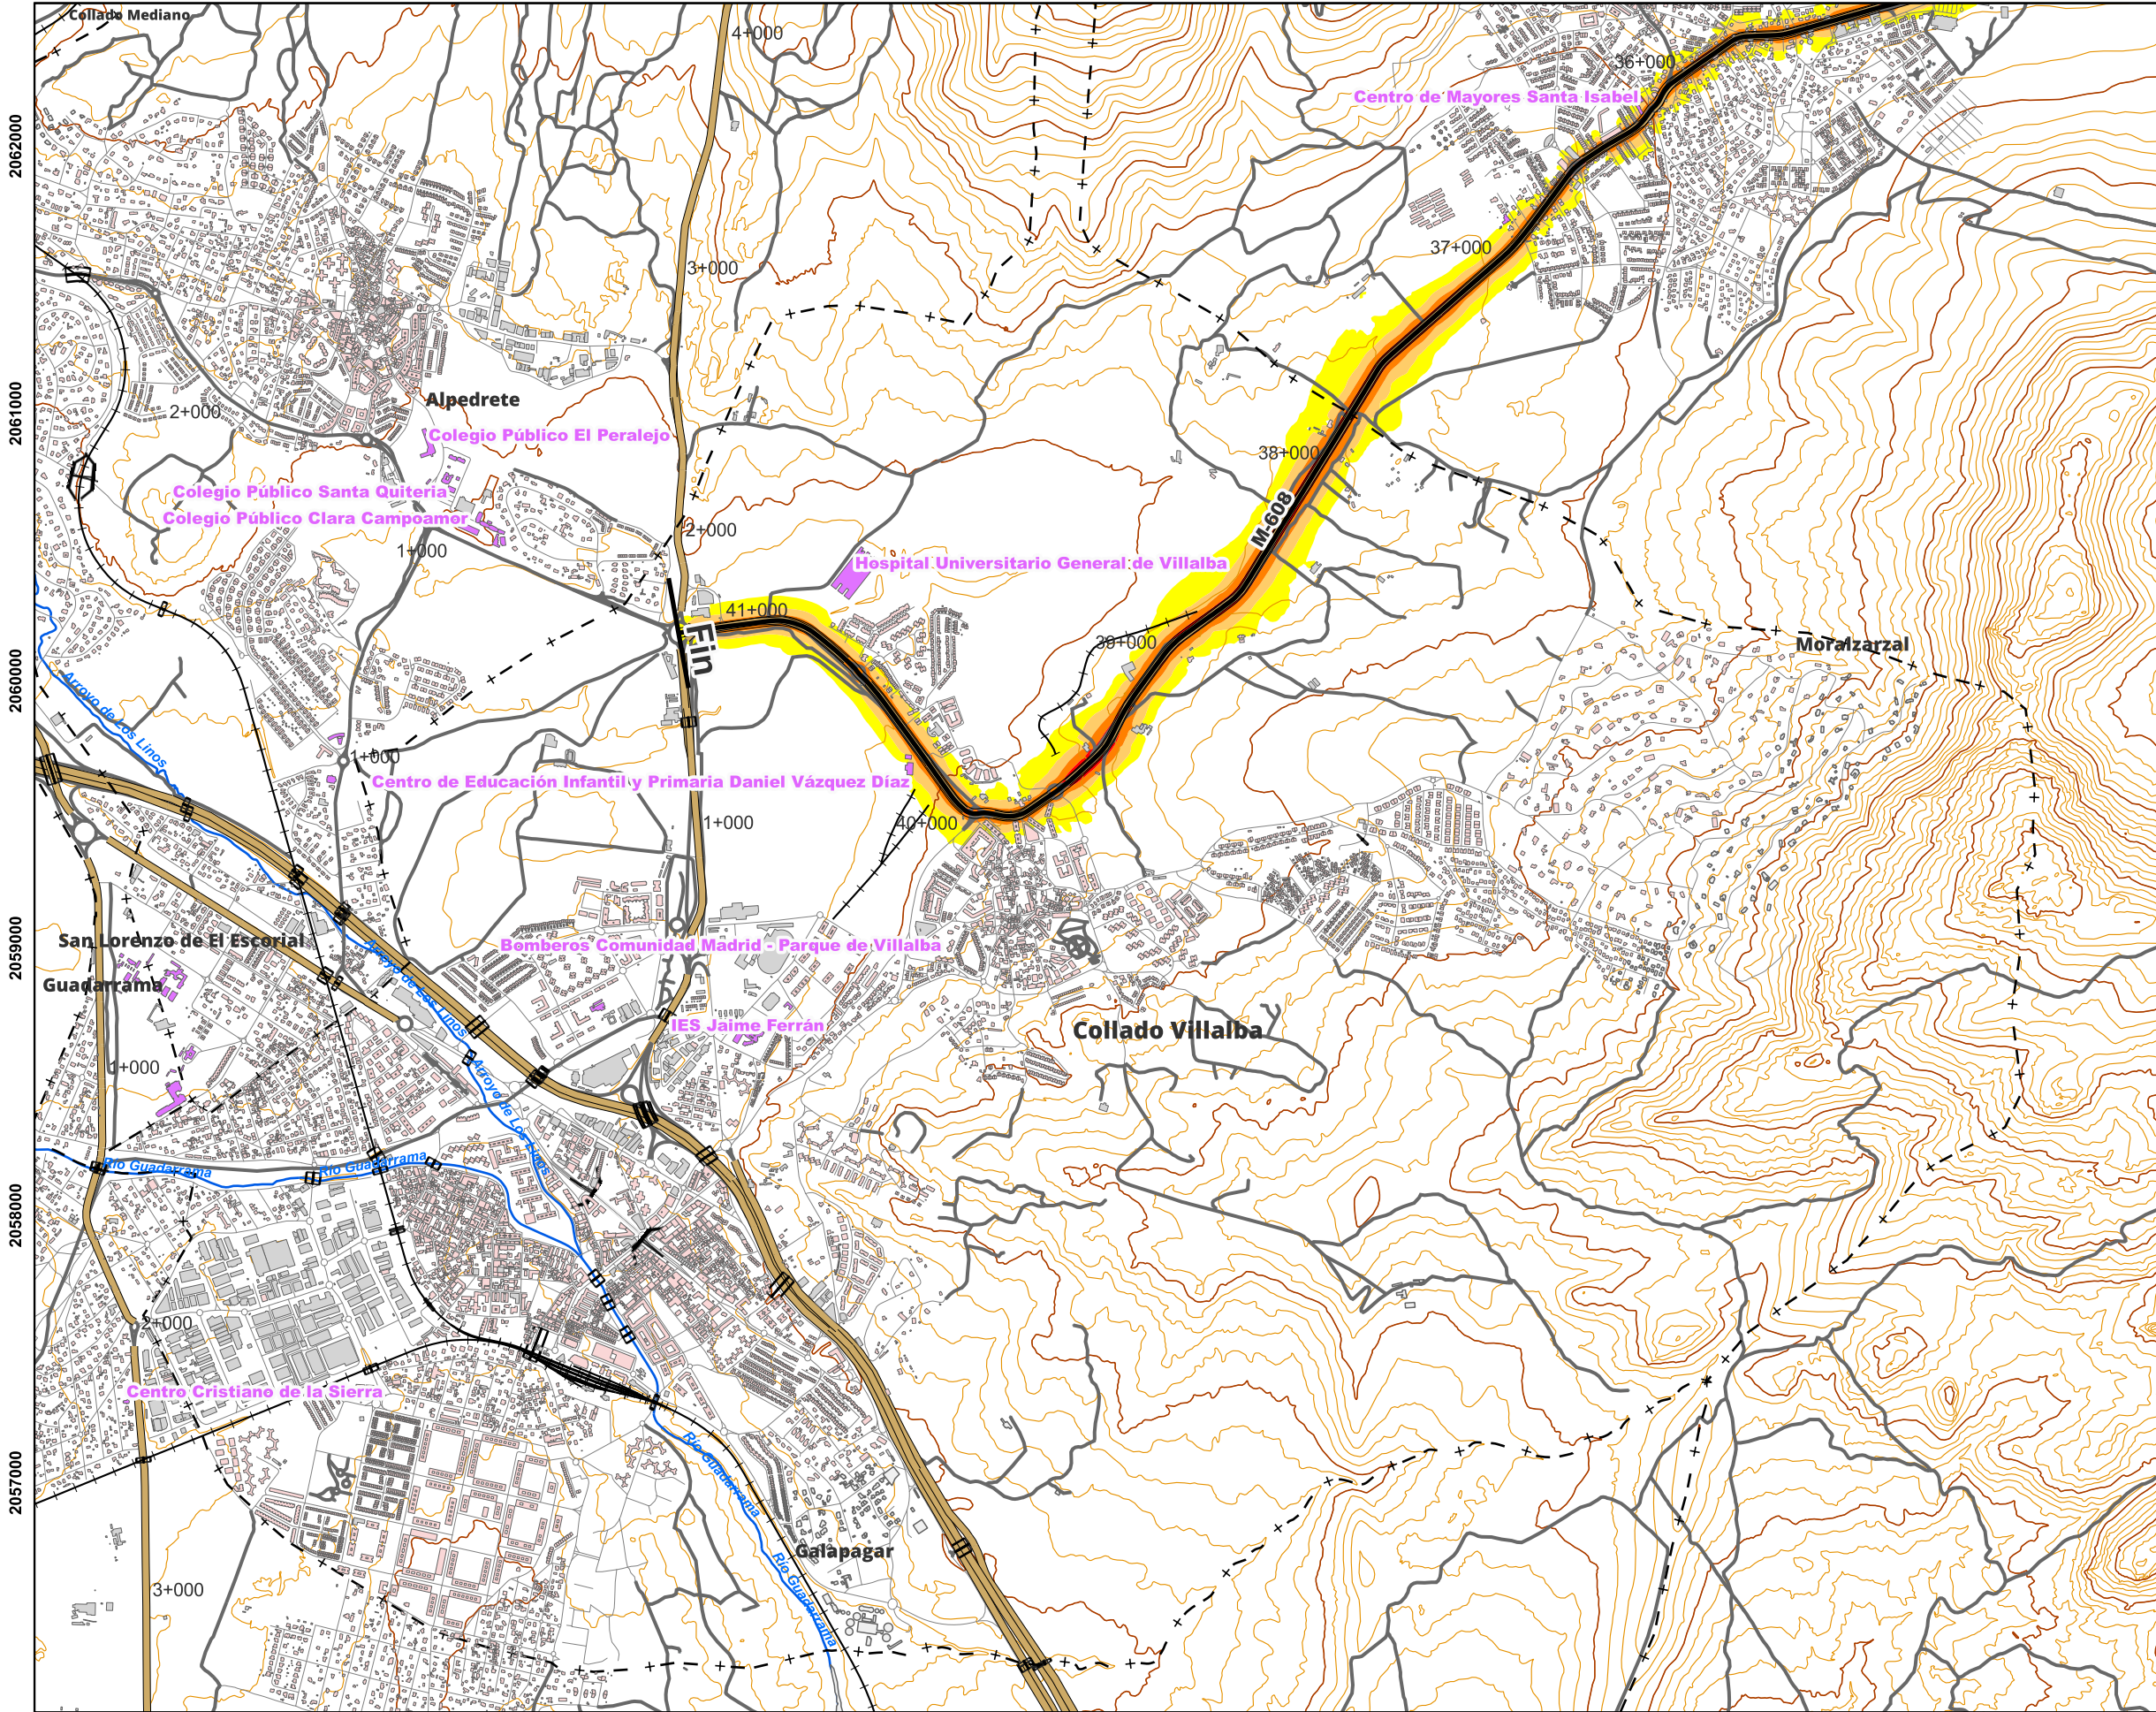 Collado Mediano
4+000
36+000
Centro de Mayores Santa Isabel
2062000
37+000
3+000
Alpedrete
2+000
2061000
Colegio Público El Peralejo
38+000
Colegio Público Santa Quiteria
Colegio Público Clara Campoamor
M-608
2+000
1+000
Hospital Universitario General de Villalba
41+000
Fin
39+000
Moralzarzal
2060000
Arroyo de Los Linos
1+000
Centro de Educación Infantil y Primaria Daniel Vázquez Díaz
40+000
1+000
2059000
San Lorenzo de El Escorial
Bomberos Comunidad Madrid - Parque de Villalba
Arroyo de Los Linos
Guadarrama
IES Jaime Ferrán
Collado Villalba
1+000
Arroyo de Los Linos
Río Guadarrama
Río Guadarrama
2058000
2+000
Centro Cristiano de la Sierra
2057000
Río Guadarrama
Galapagar
Río Guadarrama
3+000